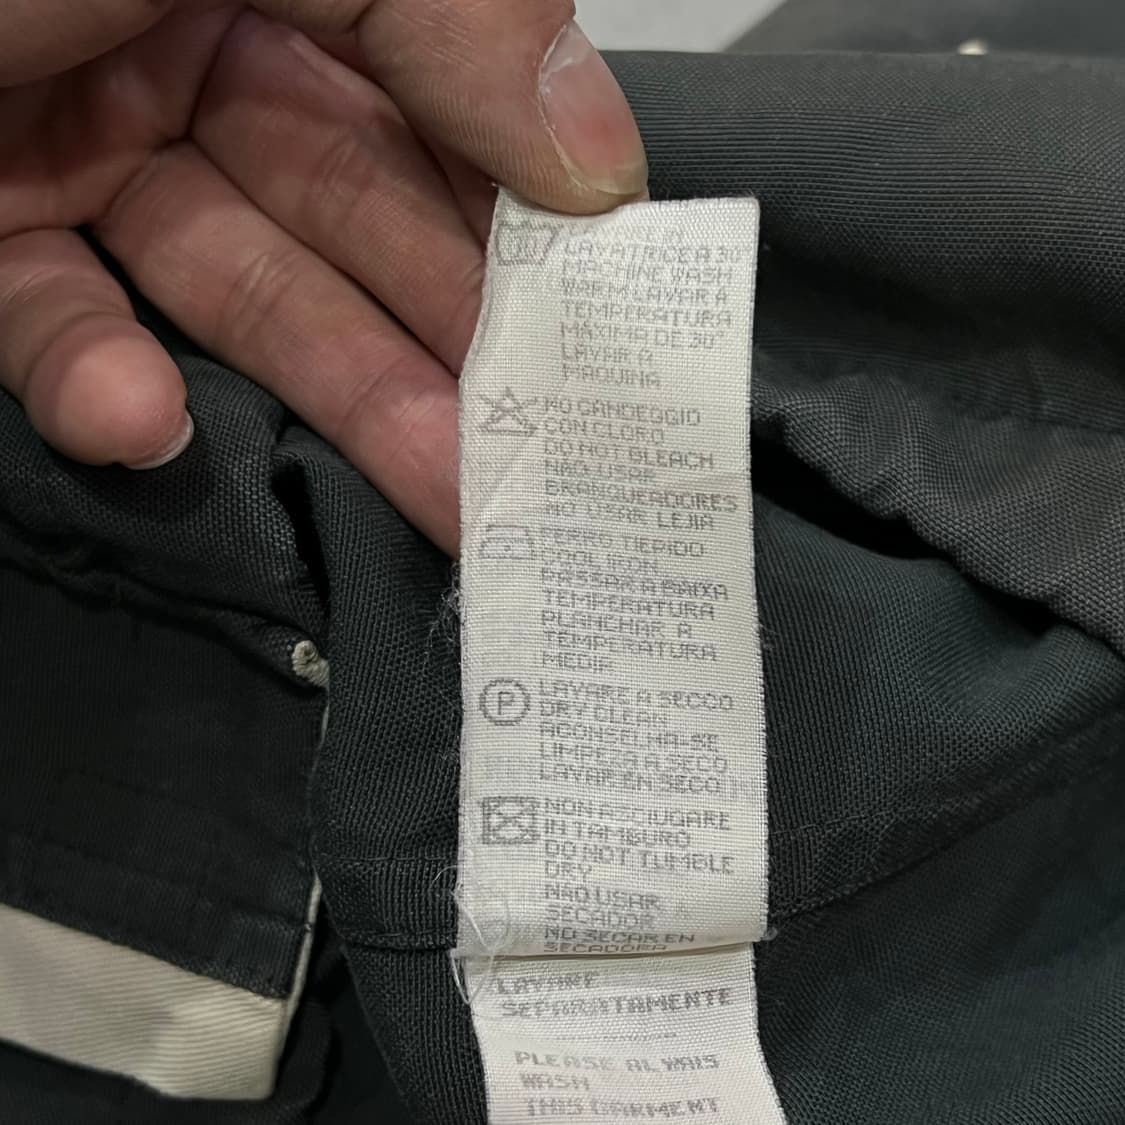 LAVATRICE A 30°
MACHINE WASH
WARM LAVAR A
TEMPERATURA
MÁXIMA DE 30°
LAVAR A
MÁQUINA
NO CANDEGGIO
CON CLORO
DO NOT BLEACH
NÃO USAR
BRANQUEADORES
NO USAR LEJIA
FERRO TIEPIDO
COOL IRON
PASSAR A BAIXA
TEMPERATURA
PLANCHAR A
TEMPERATURA
MEDIA
P
LAVARE A SECCO
DRY CLEAN
ACONSELHA-SE
LIMPEZA A SECO
LAVAR EN SECO
NON ASCIUGARE
IN TAMBURO
DO NOT TUMBLE
DRY
NÃO USAR
SECADOR
NO SECAR EN
SECADORA
LAVARE
SEPARATAMENTE
PLEASE ALWAIS
WASH
THIS GARMENT